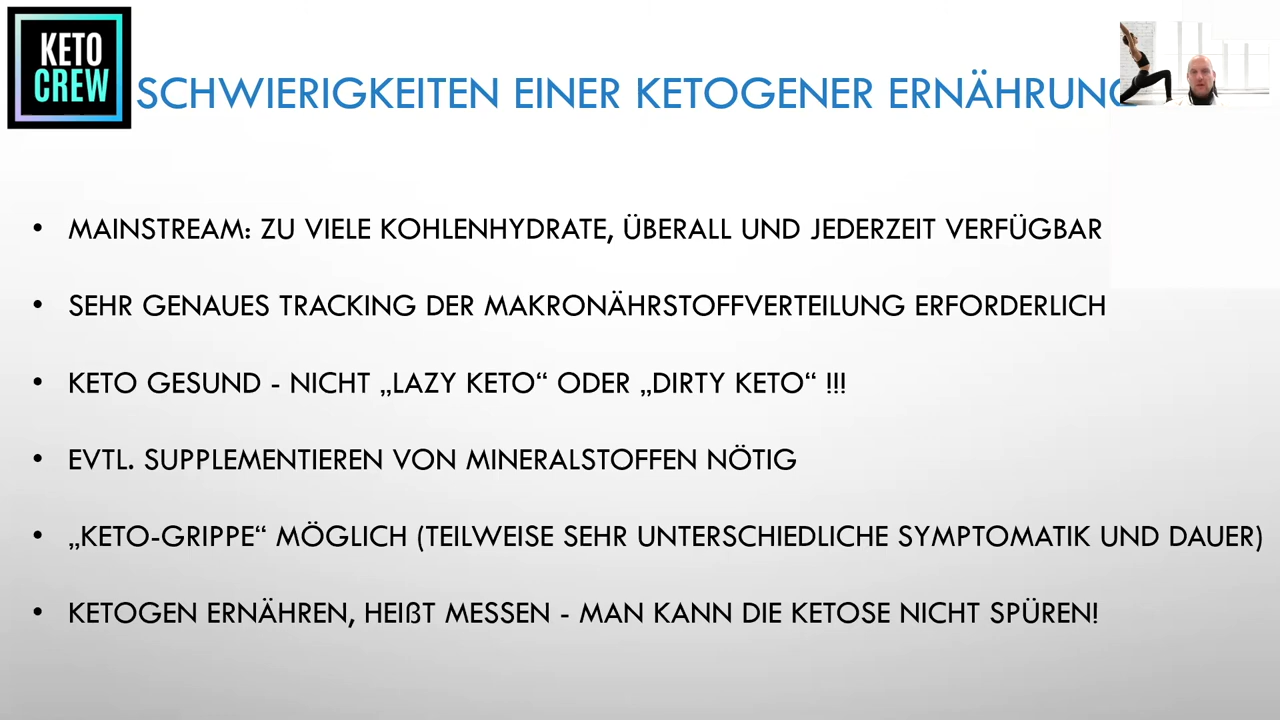 KETO
CREW
SCHWIERIGKEITEN EINER KETOGENER ERNÄHRUNG
• MAINSTREAM: ZU VIELE KOHLENHYDRATE, ÜBERALL UND JEDERZEIT VERFÜGBAR
• SEHR GENAUES TRACKING DER MAKRONÄHRSTOFFVERTEILUNG ERFORDERLICH
• KETO GESUND - NICHT „LAZY KETO“ ODER „DIRTY KETO“ !!!
• EVTL. SUPPLEMENTIEREN VON MINERALSTOFFEN NÖTIG
• „KETO-GRIPPE“ MÖGLICH (TEILWEISE SEHR UNTERSCHIEDLICHE SYMPTOMATIK UND DAUER)
• KETOGEN ERNÄHREN, HEIßT MESSEN - MAN KANN DIE KETOSE NICHT SPÜREN!